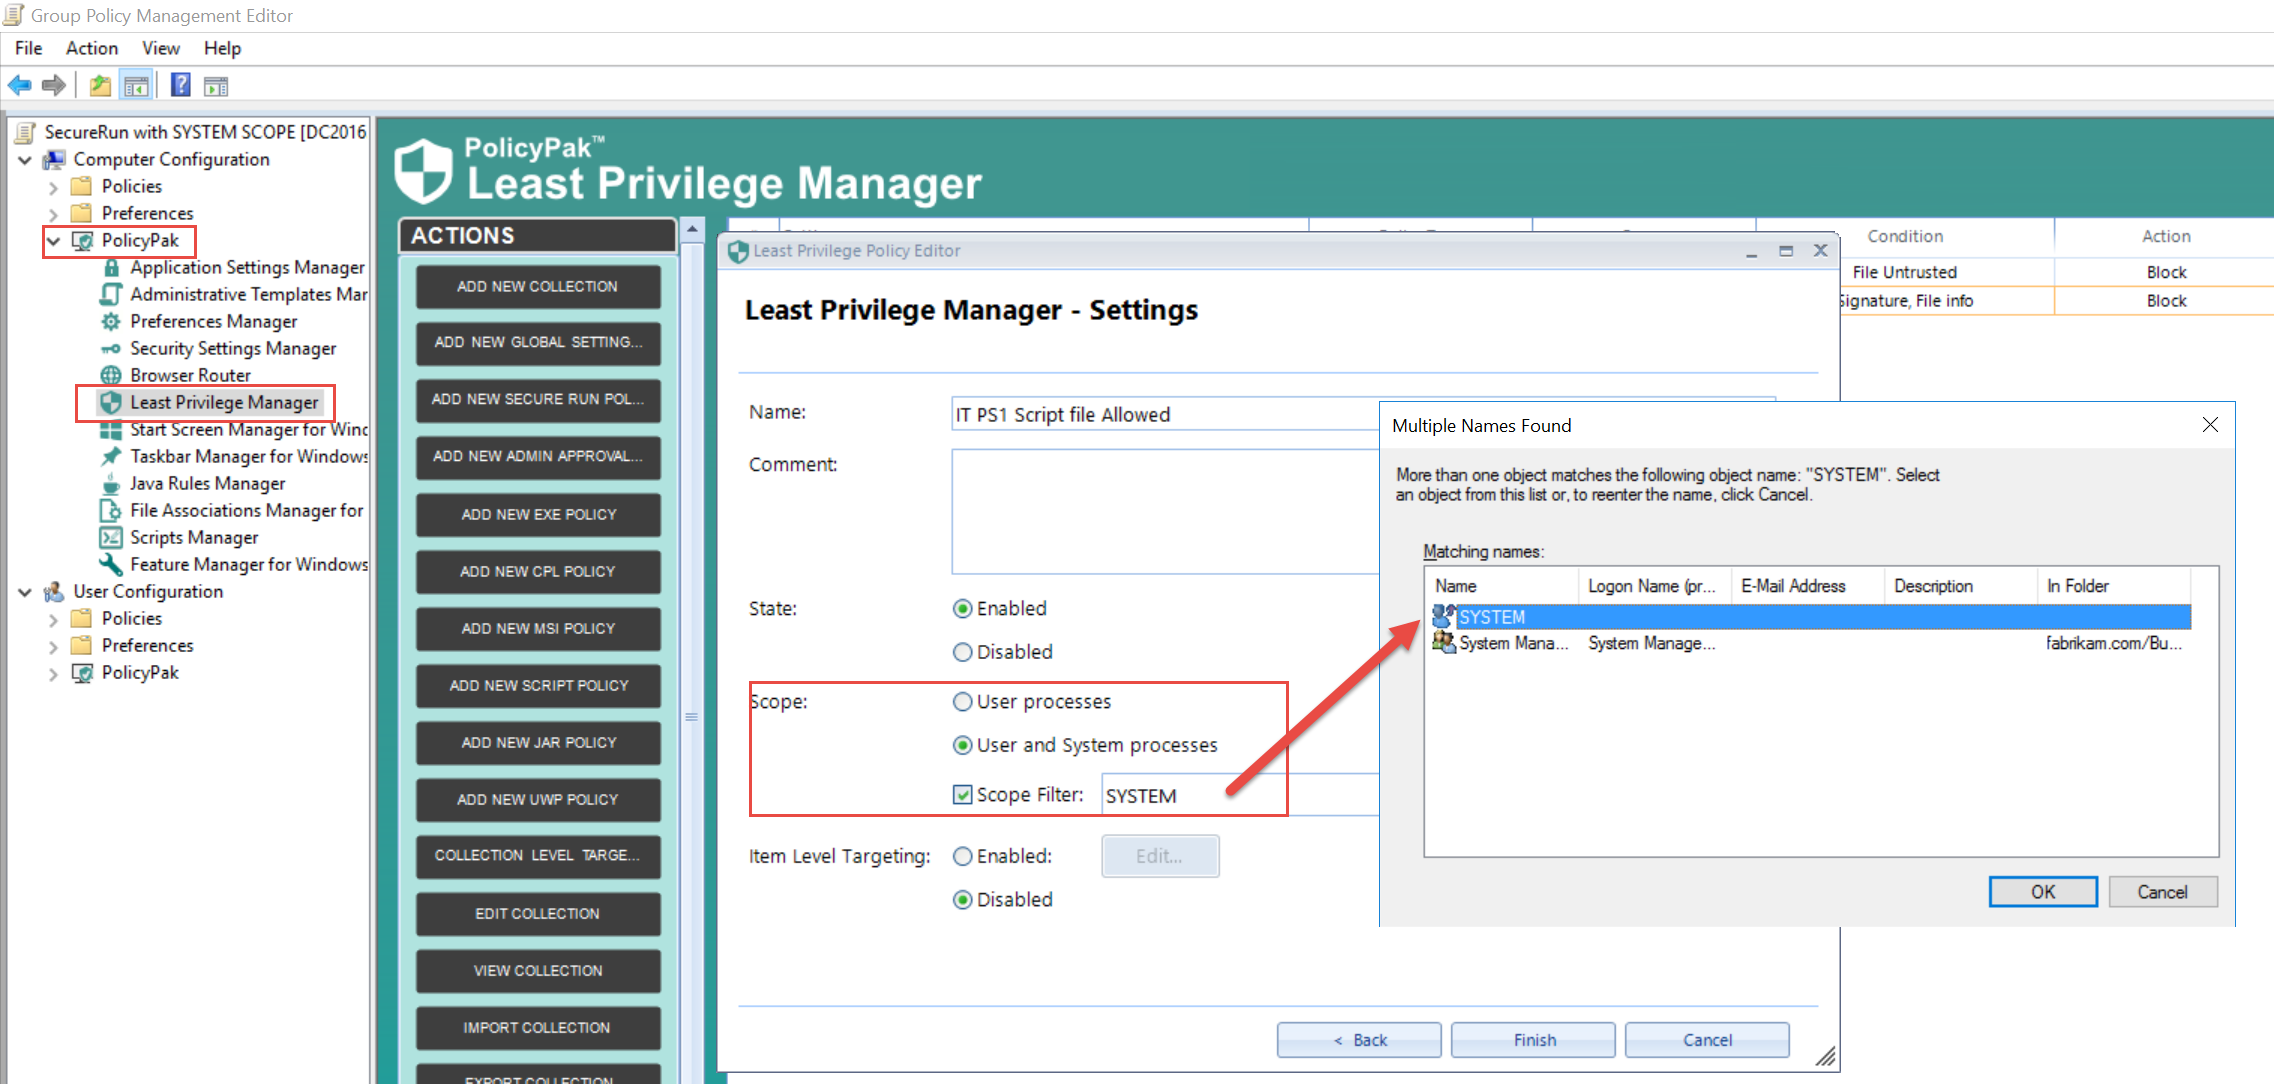 Group Policy Management Editor
File Action View Help
SecureRun with SYSTEM SCOPE [DC2016
Computer Configuration
Policies
Preferences
PolicyPak
Application Settings Manager
Administrative Templates Mar
Preferences Manager
Security Settings Manager
Browser Router
Least Privilege Manager
Start Screen Manager for Winc
Taskbar Manager for Windows
Java Rules Manager
File Associations Manager for
Scripts Manager
Feature Manager for Windows
User Configuration
Policies
Preferences
PolicyPak
PolicyPak™
Least Privilege Manager
ACTIONS
ADD NEW COLLECTION
ADD NEW GLOBAL SETTING...
ADD NEW SECURE RUN POL...
ADD NEW ADMIN APPROVAL...
ADD NEW EXE POLICY
ADD NEW CPL POLICY
ADD NEW MSI POLICY
ADD NEW SCRIPT POLICY
ADD NEW JAR POLICY
ADD NEW UWP POLICY
COLLECTION LEVEL TARGE...
EDIT COLLECTION
VIEW COLLECTION
IMPORT COLLECTION
EXPORT COLLECTION
Condition Action
File Untrusted Block
Signature, File info Block
Least Privilege Policy Editor
Least Privilege Manager - Settings
Name: IT PS1 Script file Allowed
Comment:
State: Enabled
Disabled
Scope: User processes
User and System processes
Scope Filter: SYSTEM
Item Level Targeting: Enabled: Edit...
Disabled
< Back Finish Cancel
Multiple Names Found
More than one object matches the following object name: "SYSTEM". Select
an object from this list or, to reenter the name, click Cancel.
Matching names:
Name Logon Name (pr... E-Mail Address Description In Folder
SYSTEM
System Mana... System Manage... fabrikam.com/Bu...
OK Cancel